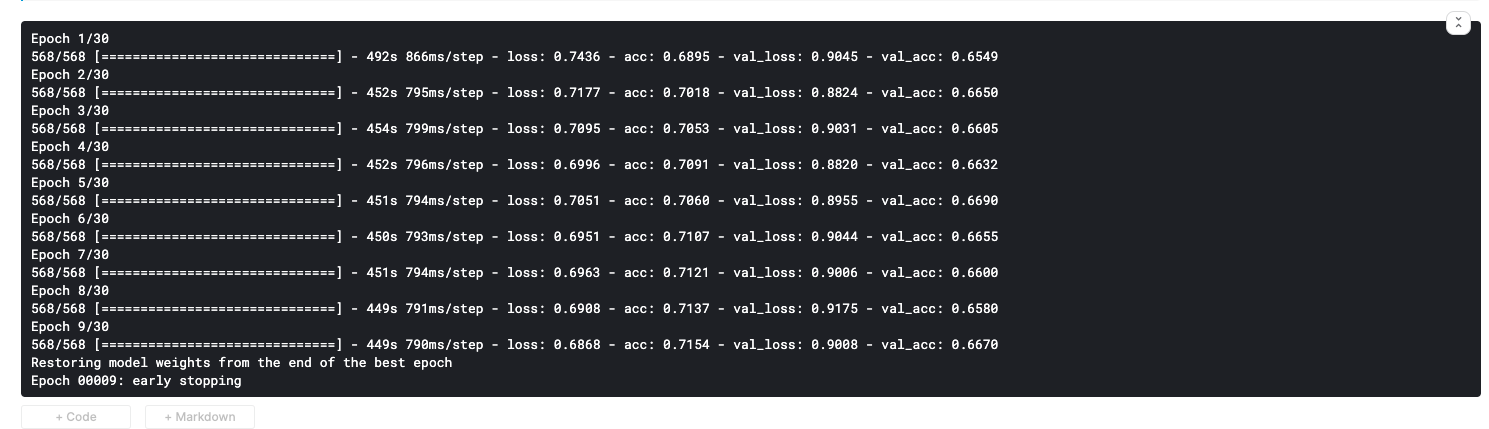 Epoch 1/30
568/568 [==============================] - 492s 866ms/step - loss: 0.7436 - acc: 0.6895 - val_loss: 0.9045 - val_acc: 0.6549
Epoch 2/30
568/568 [==============================] - 452s 795ms/step - loss: 0.7177 - acc: 0.7018 - val_loss: 0.8824 - val_acc: 0.6650
Epoch 3/30
568/568 [==============================] - 454s 799ms/step - loss: 0.7095 - acc: 0.7053 - val_loss: 0.9031 - val_acc: 0.6605
Epoch 4/30
568/568 [==============================] - 452s 796ms/step - loss: 0.6996 - acc: 0.7091 - val_loss: 0.8820 - val_acc: 0.6632
Epoch 5/30
568/568 [==============================] - 451s 794ms/step - loss: 0.7051 - acc: 0.7060 - val_loss: 0.8955 - val_acc: 0.6690
Epoch 6/30
568/568 [==============================] - 450s 793ms/step - loss: 0.6951 - acc: 0.7107 - val_loss: 0.9044 - val_acc: 0.6655
Epoch 7/30
568/568 [==============================] - 451s 794ms/step - loss: 0.6963 - acc: 0.7121 - val_loss: 0.9006 - val_acc: 0.6600
Epoch 8/30
568/568 [==============================] - 449s 791ms/step - loss: 0.6908 - acc: 0.7137 - val_loss: 0.9175 - val_acc: 0.6580
Epoch 9/30
568/568 [==============================] - 449s 790ms/step - loss: 0.6868 - acc: 0.7154 - val_loss: 0.9008 - val_acc: 0.6670
Restoring model weights from the end of the best epoch
Epoch 00009: early stopping
+ Code + Markdown